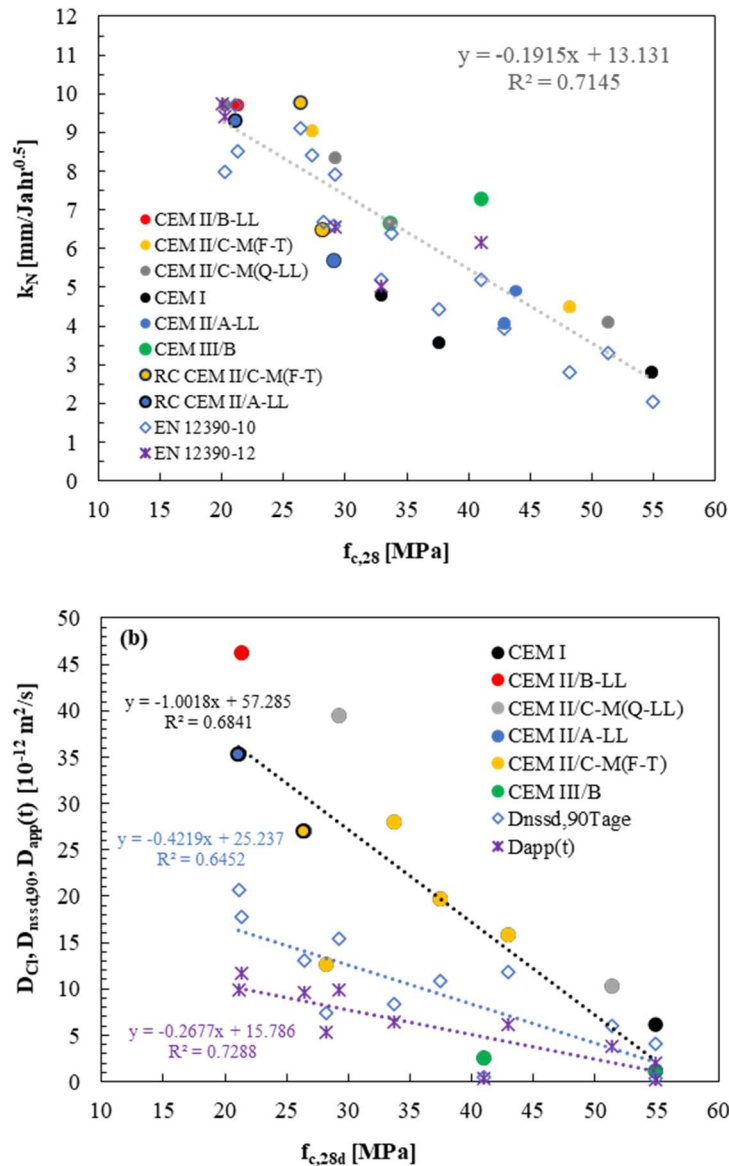 12
11
10
9
8
7
6
5
4
3
2
1
0
kN [mm/Jahr^0.5]
y = -0.1915x + 13.131
R² = 0.7145
CEM II/B-LL
CEM II/C-M(F-T)
CEM II/C-M(Q-LL)
CEM I
CEM II/A-LL
CEM III/B
RC CEM II/C-M(F-T)
RC CEM II/A-LL
EN 12390-10
EN 12390-12
10 15 20 25 30 35 40 45 50 55 60
fc,28 [MPa]
50
45
40
35
30
25
20
15
10
5
0
DCl, Dnssd,90, Dapp(t) [10⁻¹² m²/s]
(b)
y = -1.0018x + 57.285
R² = 0.6841
y = -0.4219x + 25.237
R² = 0.6452
y = -0.2677x + 15.786
R² = 0.7288
CEM I
CEM II/B-LL
CEM II/C-M(Q-LL)
CEM II/A-LL
CEM II/C-M(F-T)
CEM III/B
Dnssd,90Tage
Dapp(t)
10 15 20 25 30 35 40 45 50 55 60
fc,28d [MPa]